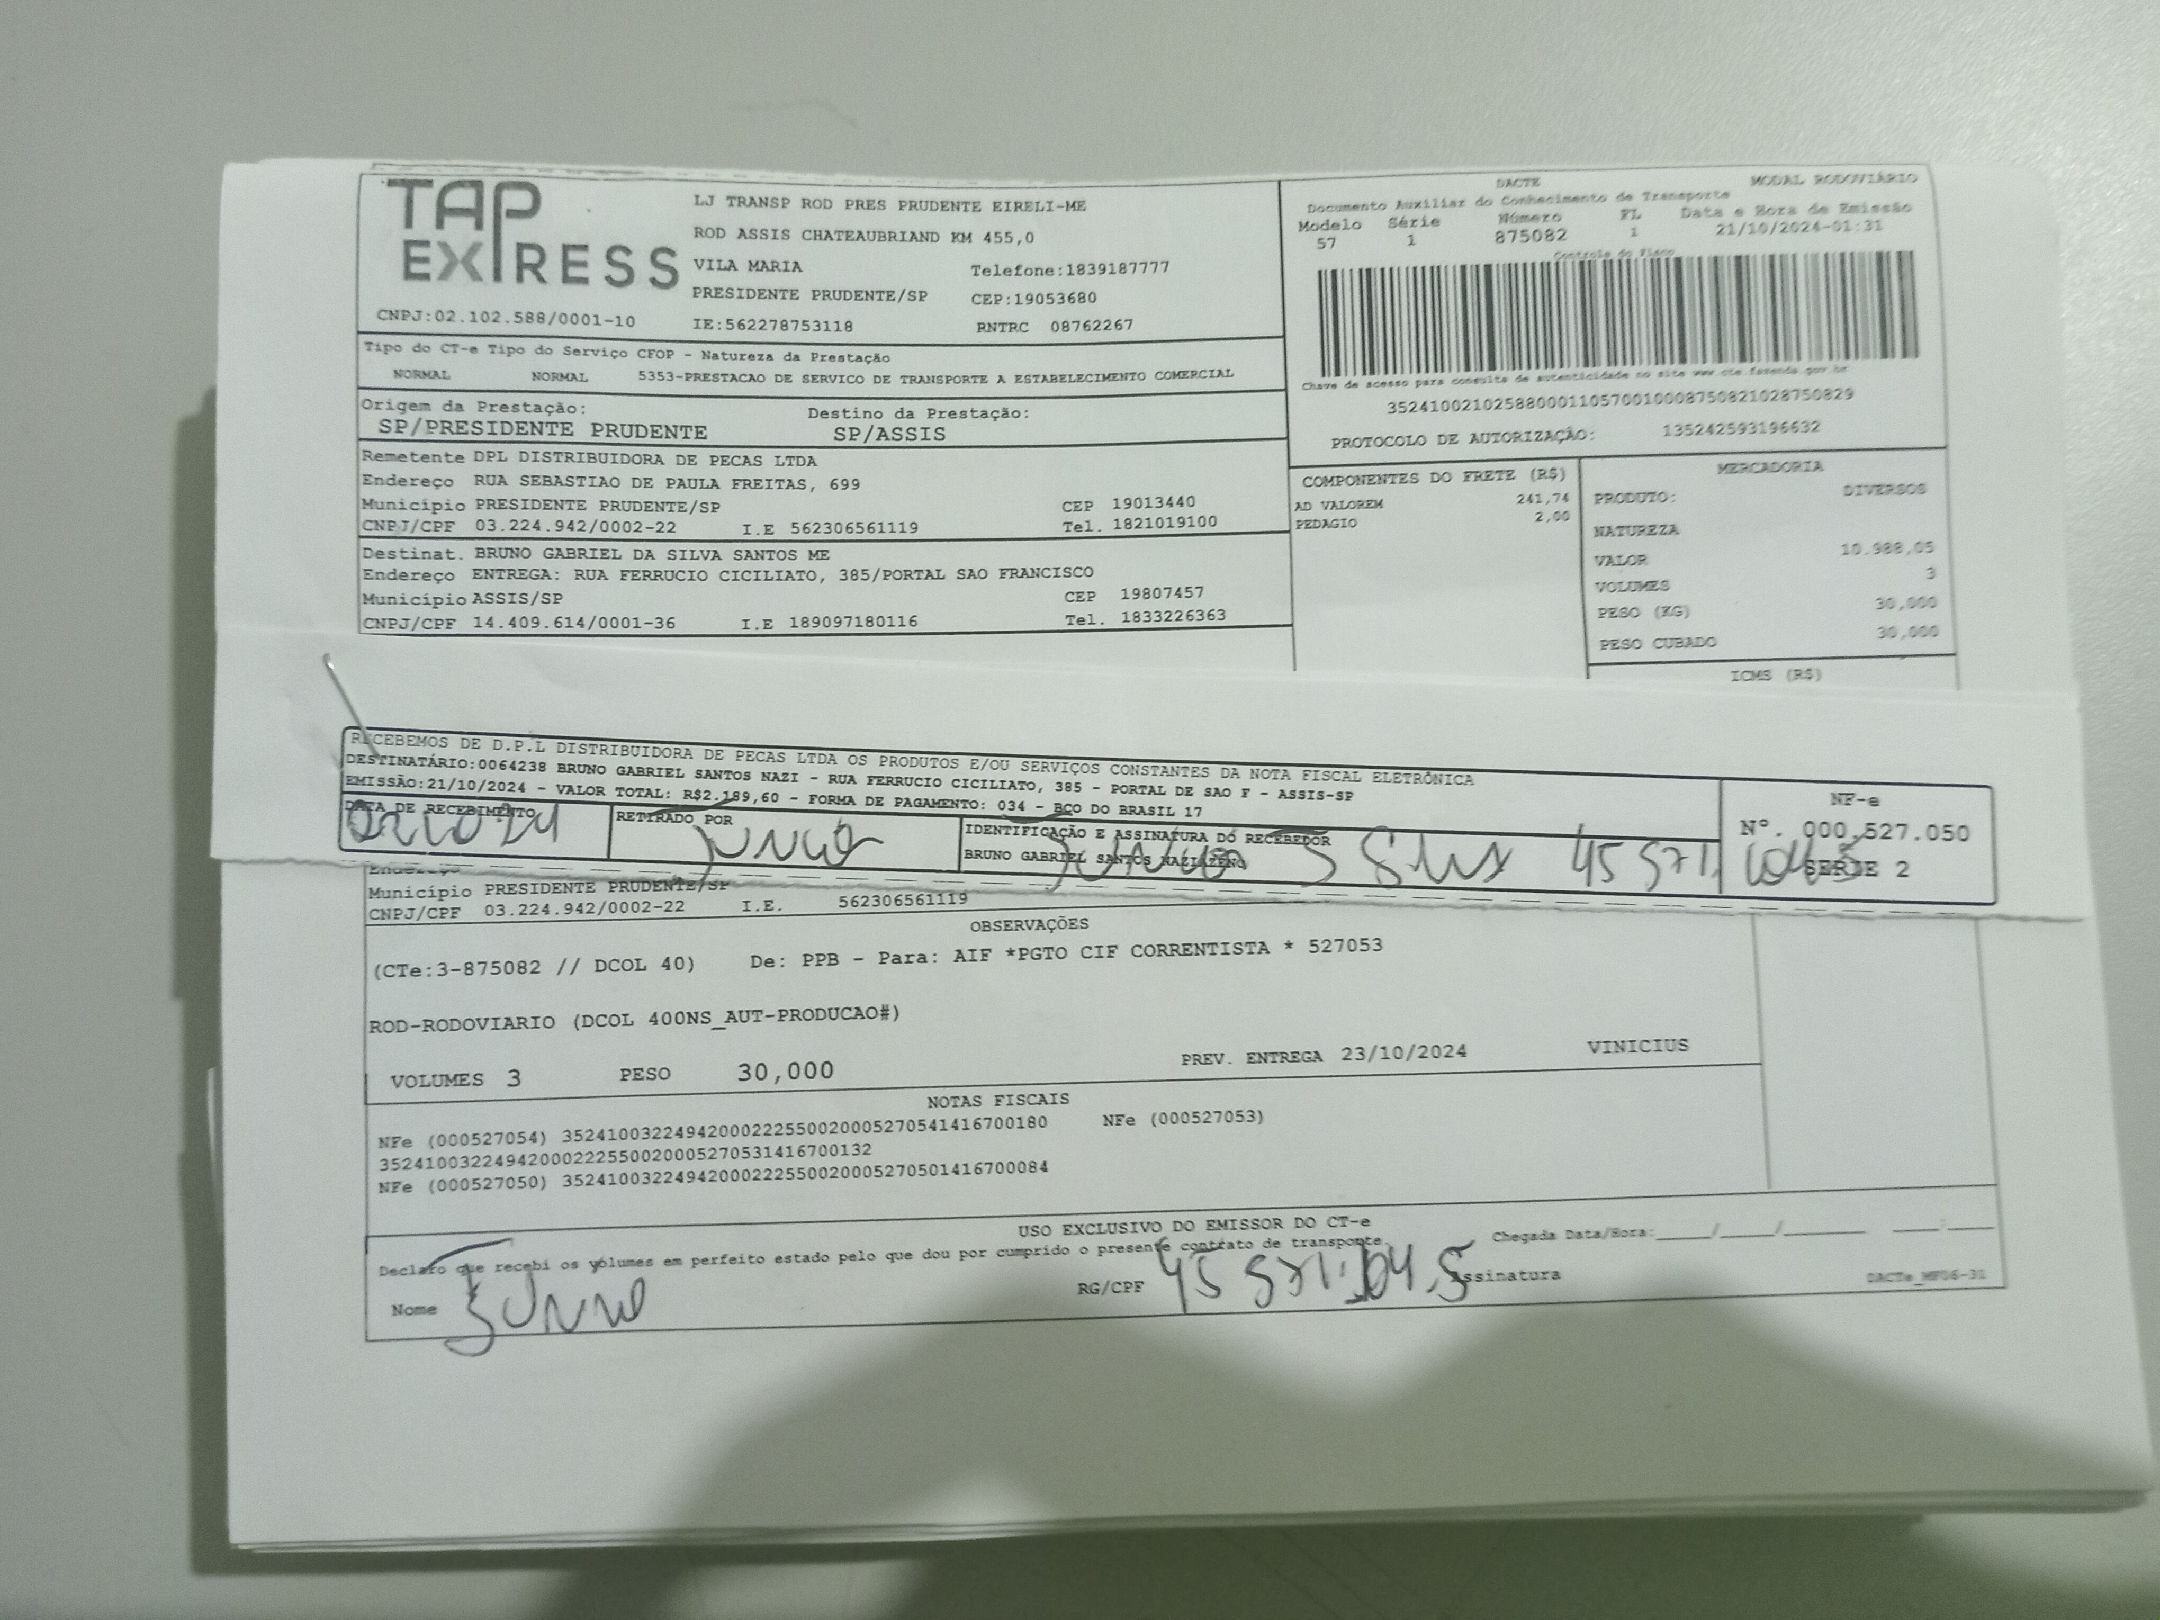 TAP EXPRESS
CNPJ:02.102.588/0001-10
LJ TRANSP ROD PRES PRUDENTE EIRELI-ME
ROD ASSIS CHATEAUBRIAND KM 455,0
VILA MARIA Telefone:1839187777
PRESIDENTE PRUDENTE/SP CEP:19053680
IE:562278753118 RNTRC 08762267
DACTE MODAL RODOVIÁRIO
Documento Auxiliar do Conhecimento de Transporte
Modelo Série Número FL Data e Hora de Emissão
57 1 875082 1 21/10/2024-01:31
Controle do Fisco
Chave de acesso para consulta de autenticidade no site www.cte.fazenda.gov.br
35241002102588000110570010008750821028750829
PROTOCOLO DE AUTORIZAÇÃO: 135242593196632
Tipo do CT-e Tipo do Serviço CFOP - Natureza da Prestação
NORMAL NORMAL 5353-PRESTACAO DE SERVICO DE TRANSPORTE A ESTABELECIMENTO COMERCIAL
Origem da Prestação: Destino da Prestação:
SP/PRESIDENTE PRUDENTE SP/ASSIS
Remetente DPL DISTRIBUIDORA DE PECAS LTDA
Endereço RUA SEBASTIAO DE PAULA FREITAS, 699
Município PRESIDENTE PRUDENTE/SP CEP 19013440
CNPJ/CPF 03.224.942/0002-22 I.E 562306561119 Tel. 1821019100
Destinat. BRUNO GABRIEL DA SILVA SANTOS ME
Endereço ENTREGA: RUA FERRUCIO CICILIATO, 385/PORTAL SAO FRANCISCO
Município ASSIS/SP CEP 19807457
CNPJ/CPF 14.409.614/0001-36 I.E 189097180116 Tel. 1833226363
COMPONENTES DO FRETE (R$)
AD VALOREM 241,74
PEDAGIO 2,00
MERCADORIA
PRODUTO: DIVERSOS
NATUREZA
VALOR 10.988,05
VOLUMES 3
PESO (KG) 30,000
PESO CUBADO 30,000
ICMS (R$)
RECEBEMOS DE D.P.L DISTRIBUIDORA DE PECAS LTDA OS PRODUTOS E/OU SERVIÇOS CONSTANTES DA NOTA FISCAL ELETRÔNICA
DESTINATÁRIO:0064238 BRUNO GABRIEL SANTOS NAZI - RUA FERRUCIO CICILIATO, 385 - PORTAL DE SAO F - ASSIS-SP
EMISSÃO:21/10/2024 - VALOR TOTAL: R$2.189,60 - FORMA DE PAGAMENTO: 034 - BCO DO BRASIL 17
DATA DE RECEBIMENTO RETIRADO POR IDENTIFICAÇÃO E ASSINATURA DO RECEBEDOR
BRUNO GABRIEL SANTOS
NF-e
Nº. 000.527.050
SERIE 2
Endereço
Município PRESIDENTE PRUDENTE/SP
CNPJ/CPF 03.224.942/0002-22 I.E. 562306561119
OBSERVAÇÕES
(CTe:3-875082 // DCOL 40) De: PPB - Para: AIF *PGTO CIF CORRENTISTA * 527053
ROD-RODOVIARIO (DCOL 400NS_AUT-PRODUCAO#)
VOLUMES 3 PESO 30,000 PREV. ENTREGA 23/10/2024 VINICIUS
NOTAS FISCAIS
NFe (000527054) 35241003224942000222550020005270541416700180 NFe (000527053)
35241003224942000222550020005270531416700132
NFe (000527050) 35241003224942000222550020005270501416700084
USO EXCLUSIVO DO EMISSOR DO CT-e
Declaro que recebi os volumes em perfeito estado pelo que dou por cumprido o presente contrato de transporte. Chegada Data/Hora:_____/_____/_______ ____:____
Nome RG/CPF Assinatura DACTe_MF06-31